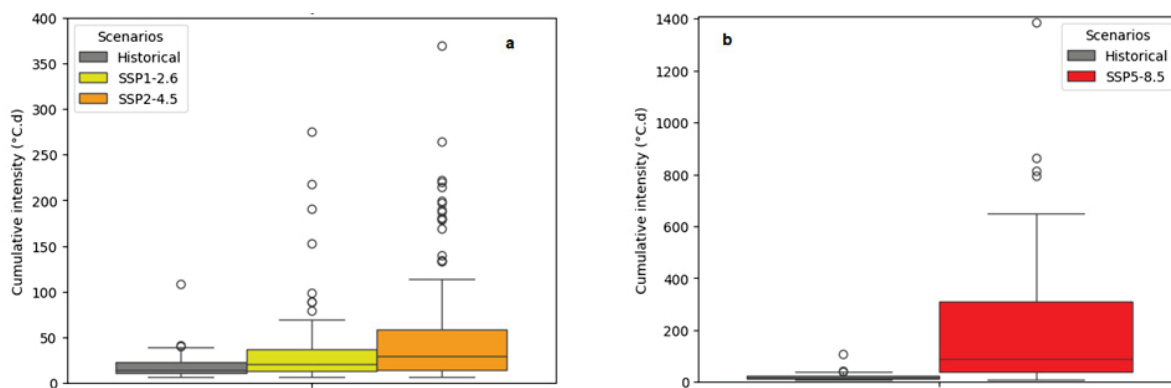 400
350
300
250
200
150
100
50
0
Cumulative intensity (°C.d)
Scenarios
Historical
SSP1-2.6
SSP2-4.5
a
1400
1200
1000
800
600
400
200
0
Cumulative intensity (°C.d)
b
Scenarios
Historical
SSP5-8.5